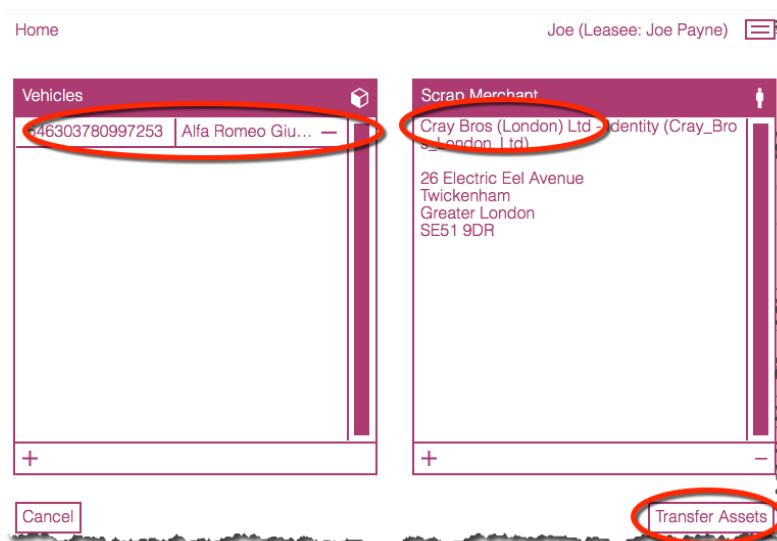 Home
Joe (Leasee: Joe Payne)
Vehicles
546303780997253 Alfa Romeo Giu...
Scrap Merchant
Cray Bros (London) Ltd - Identity (Cray_Bro
s_London_Ltd)
26 Electric Eel Avenue
Twickenham
Greater London
SE51 9DR
Cancel
Transfer Assets